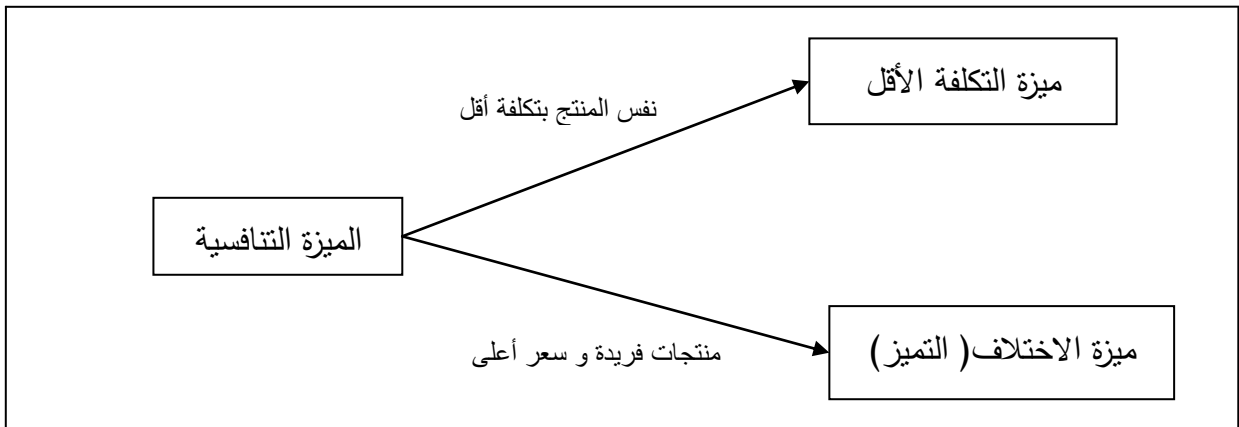 ميزة التكلفة الأقل
نفس المنتج بتكلفة أقل
الميزة التنافسية
ميزة الاختلاف( التميز)
منتجات فريدة و سعر أعلى